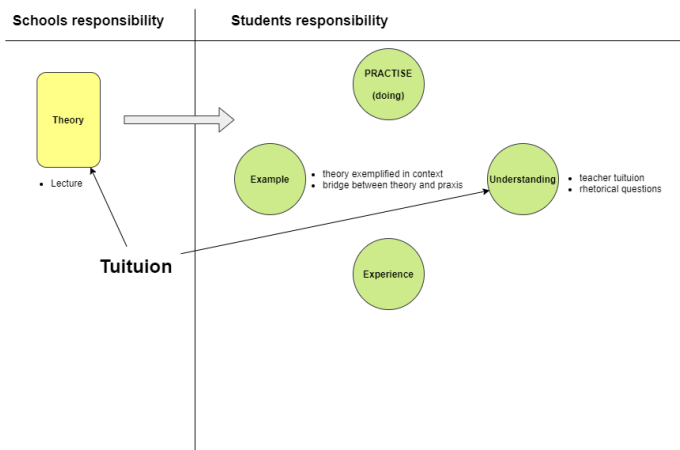 Schools responsibility
Students responsibility
PRACTISE
(doing)
Theory
Lecture
Example
theory exemplified in context
bridge between theory and praxis
Understanding
teacher tuituion
rhetorical questions
Tuituion
Experience